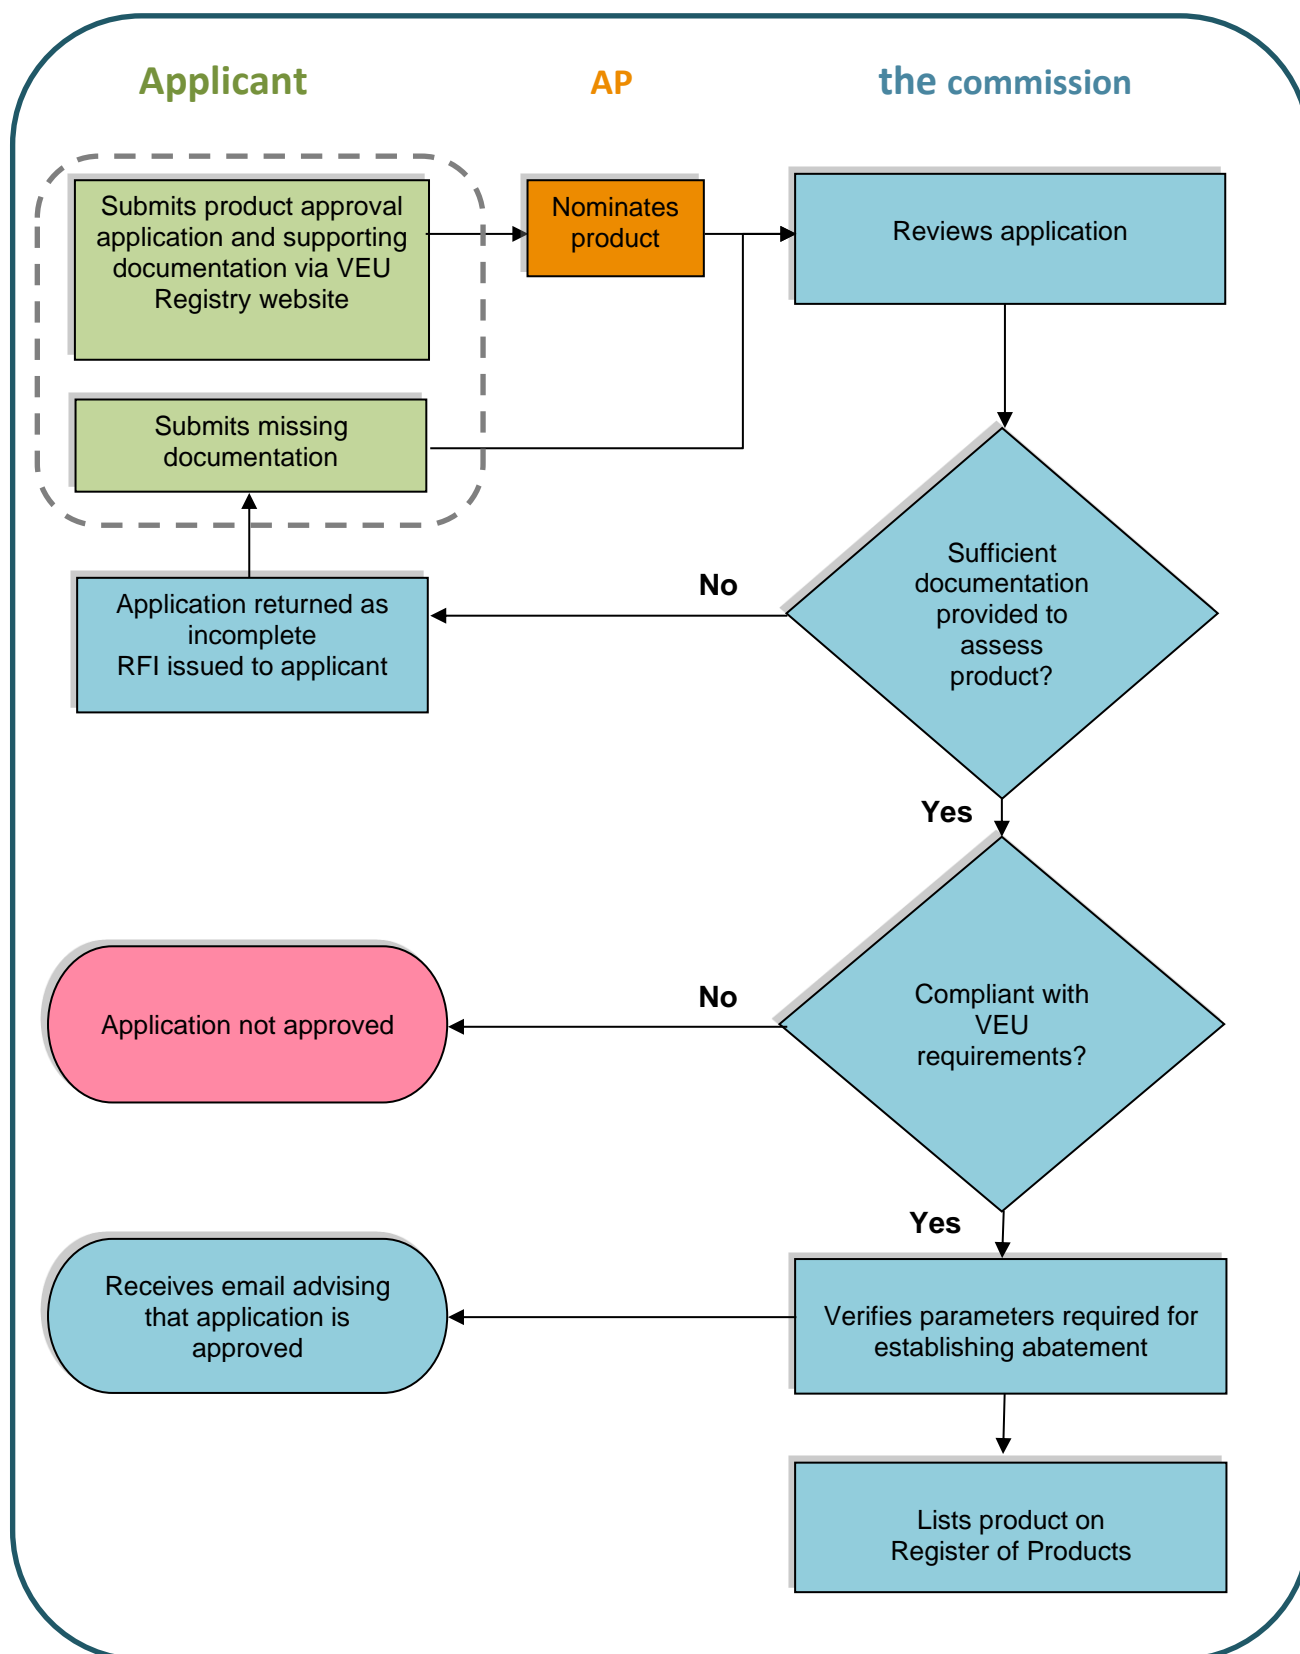 Applicant
AP
the commission
Submits product approval
application and supporting
documentation via VEU
Registry website
Nominates
product
Reviews application
Submits missing
documentation
Sufficient
documentation
provided to
assess
product?
No
Application returned as
incomplete
RFI issued to applicant
Yes
Compliant with
VEU
requirements?
No
Application not approved
Yes
Receives email advising
that application is
approved
Verifies parameters required for
establishing abatement
Lists product on
Register of Products